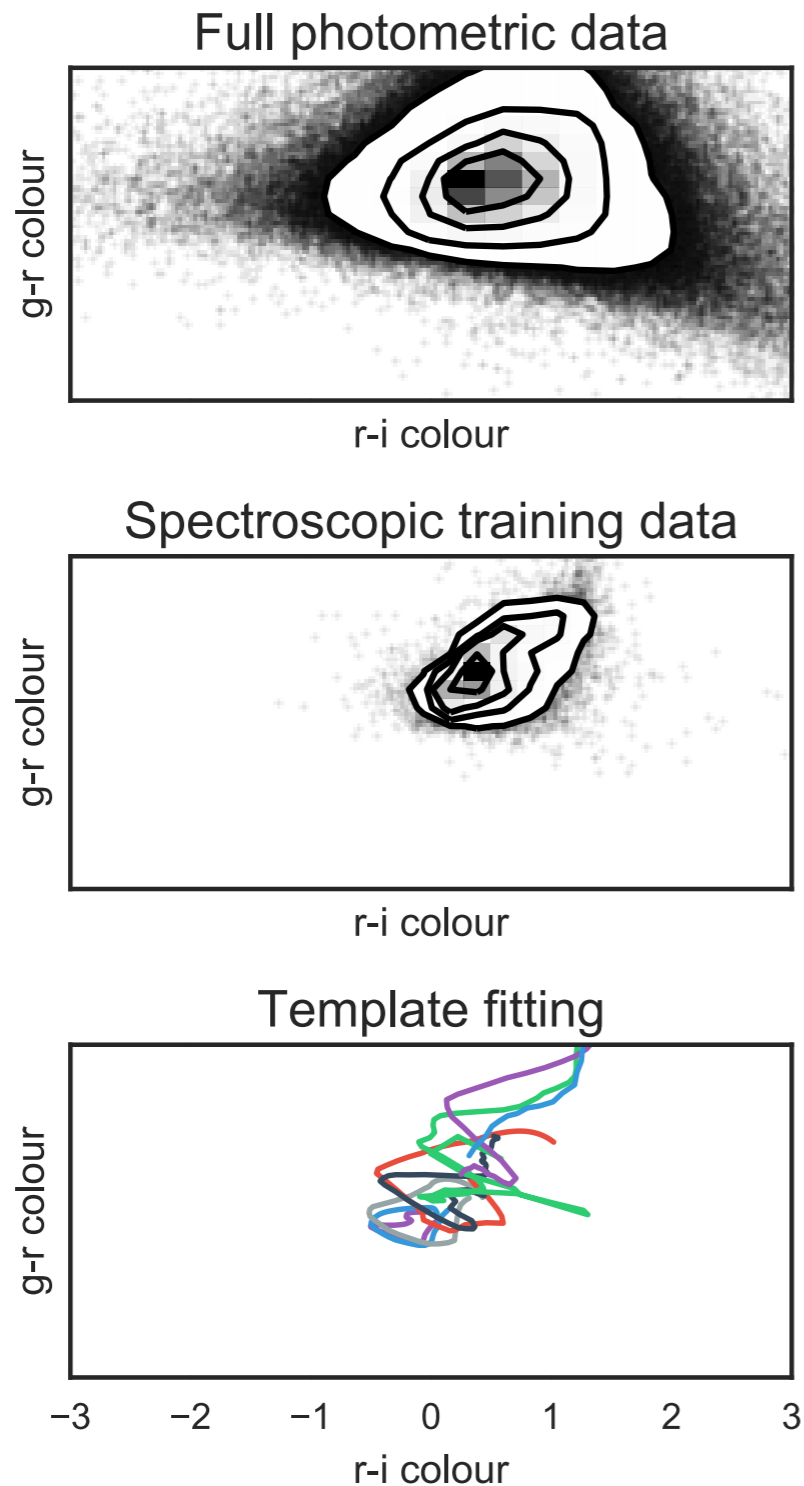 Full photometric data
g-r colour
r-i colour
Spectroscopic training data
g-r colour
r-i colour
Template fitting
g-r colour
−3 −2 −1 0 1 2 3
r-i colour